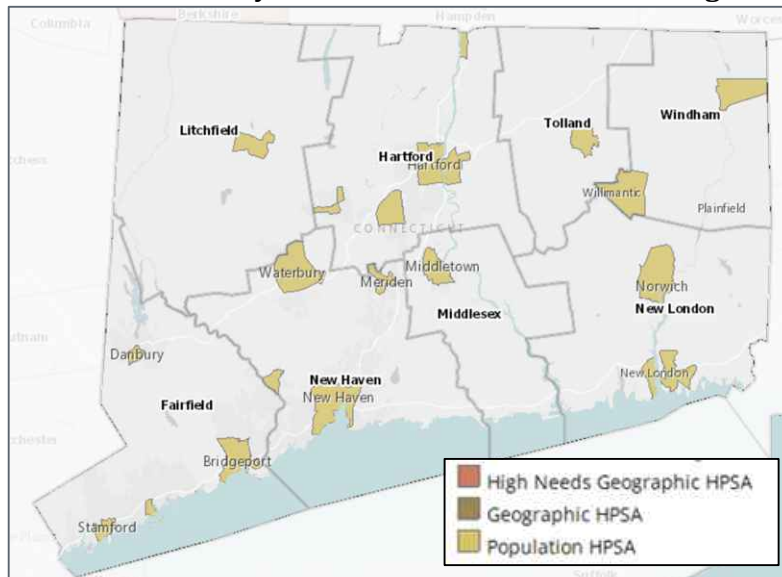 Columbia
Berkshire
Hampden
Litchfield
Hartford
Hartford
Tolland
Windham
Willimantic
Plainfield
CONNECTICUT
Waterbury
Meriden
Middletown
Norwich
Middlesex
New London
Danbury
New London
Fairfield
New Haven
New Haven
Bridgeport
Stamford
High Needs Geographic HPSA
Geographic HPSA
Population HPSA
Suffolk